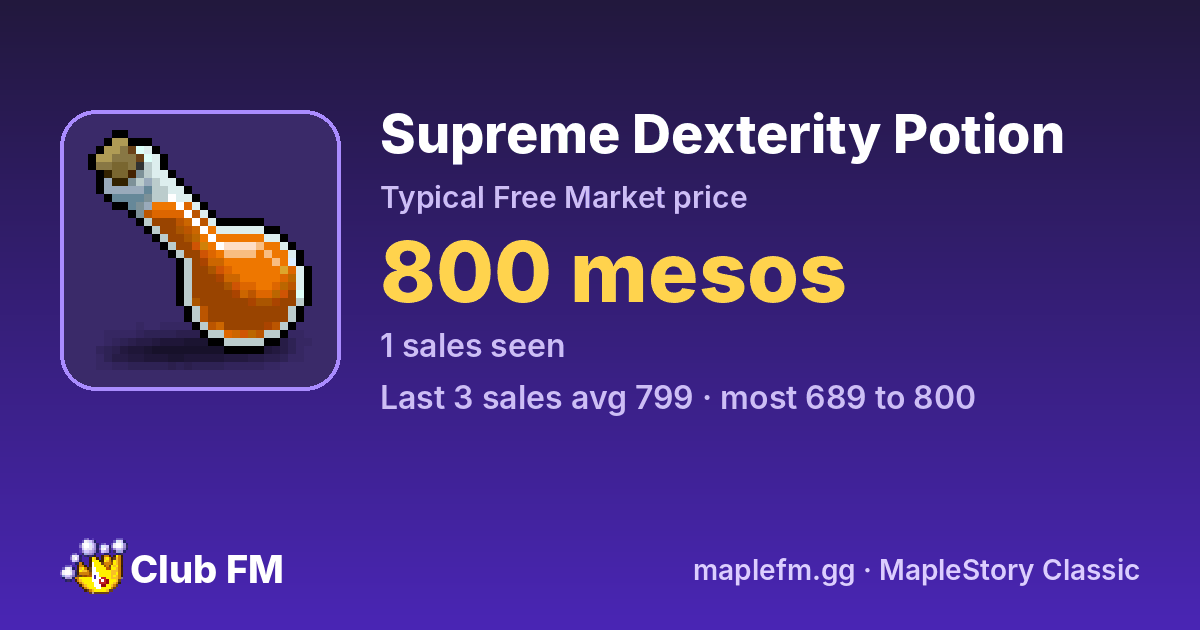 Supreme Dexterity Potion
Typical Free Market price
800 mesos
1 sales seen
Last 3 sales avg 799 · most 689 to 800
Club FM
maplefm.gg · MapleStory Classic